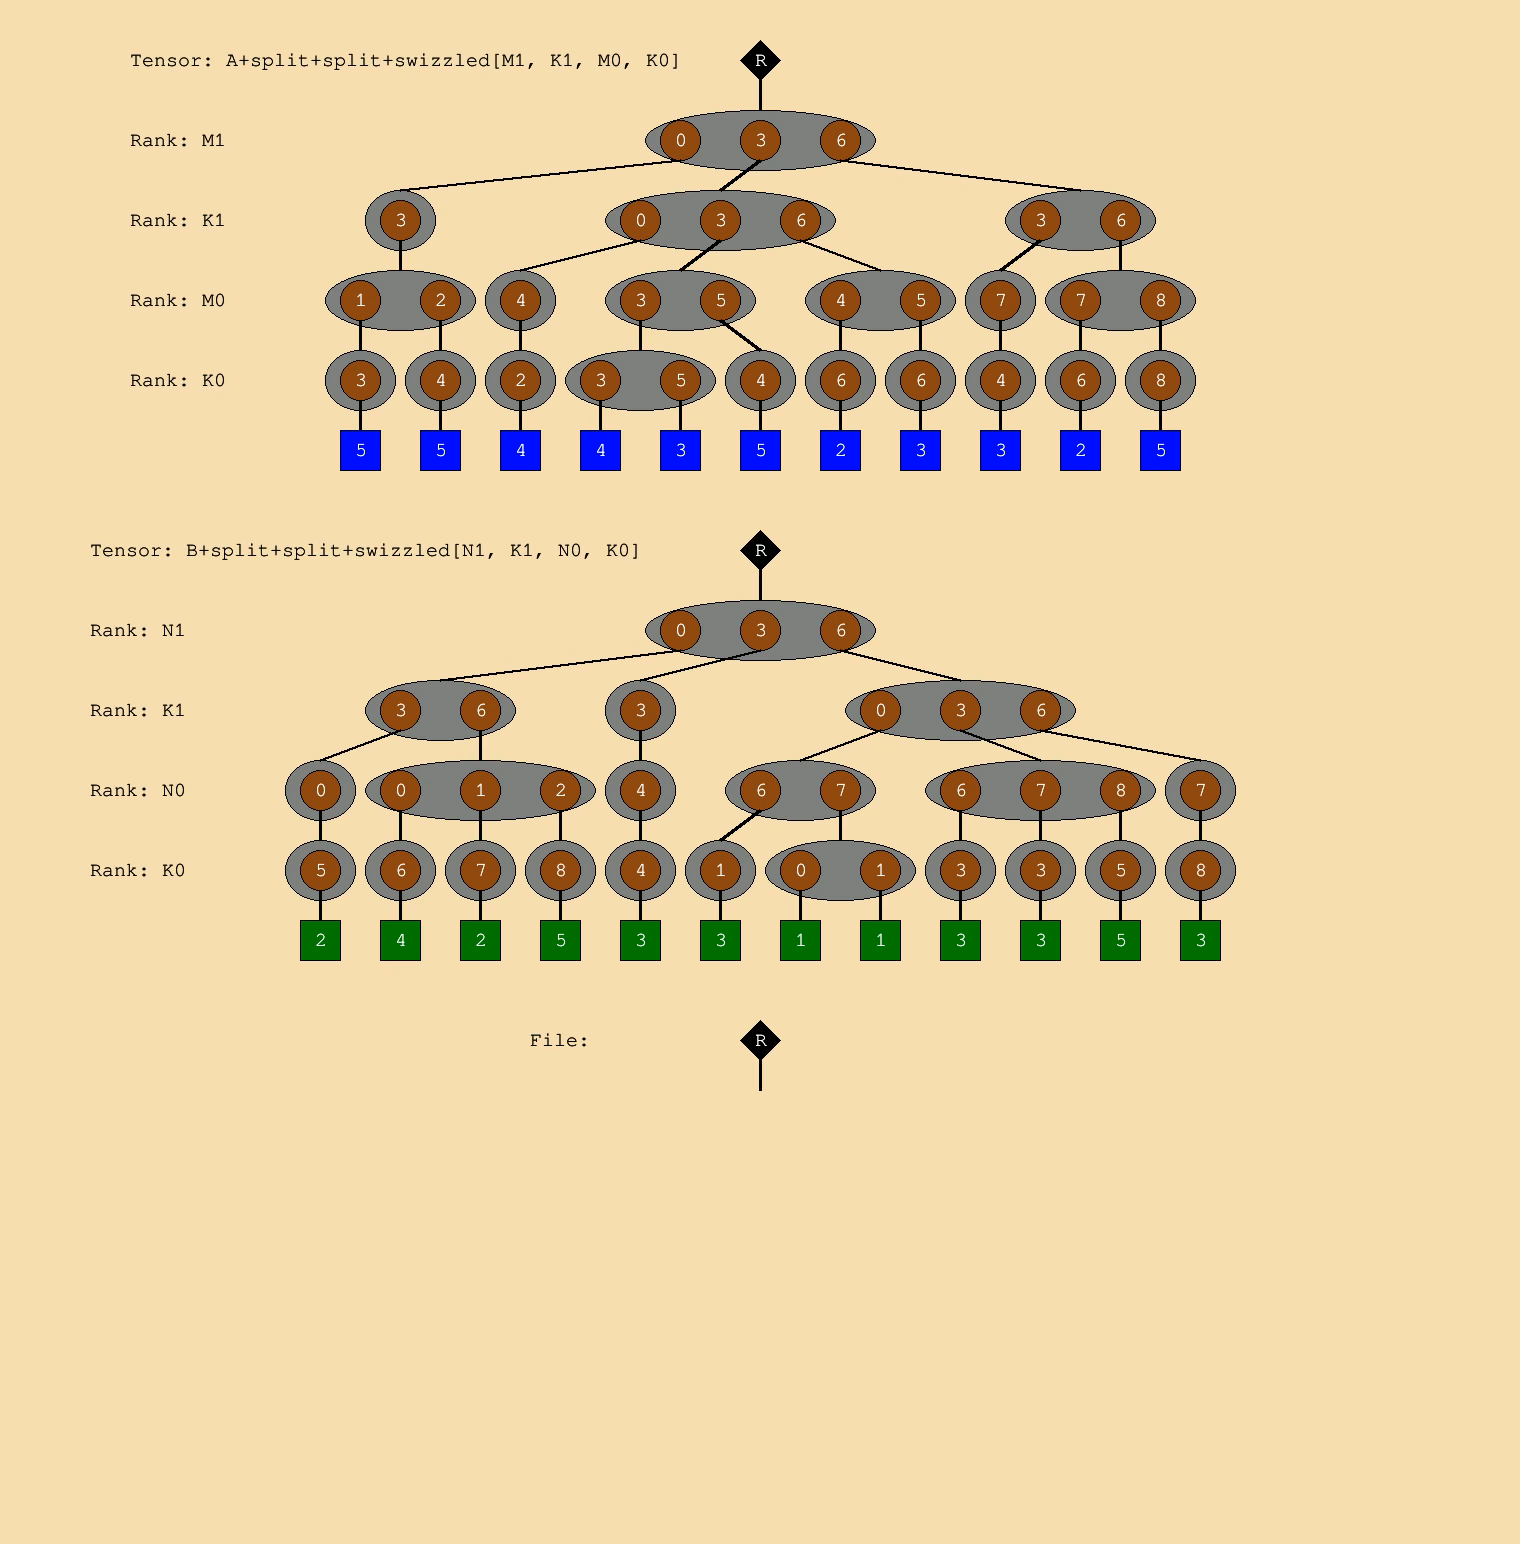 Tensor: A+split+split+swizzled[M1, K1, M0, K0] R
Rank: M1 0 3 6
Rank: K1 3 0 3 6 3 6
Rank: M0 1 2 4 3 5 4 5 7 7 8
Rank: K0 3 4 2 3 5 4 6 6 4 6 8
5 5 4 4 3 5 2 3 3 2 5
Tensor: B+split+split+swizzled[N1, K1, N0, K0] R
Rank: N1 0 3 6
Rank: K1 3 6 3 0 3 6
Rank: N0 0 0 1 2 4 6 7 6 7 8 7
Rank: K0 5 6 7 8 4 1 0 1 3 3 5 8
2 4 2 5 3 3 1 1 3 3 5 3
File: R